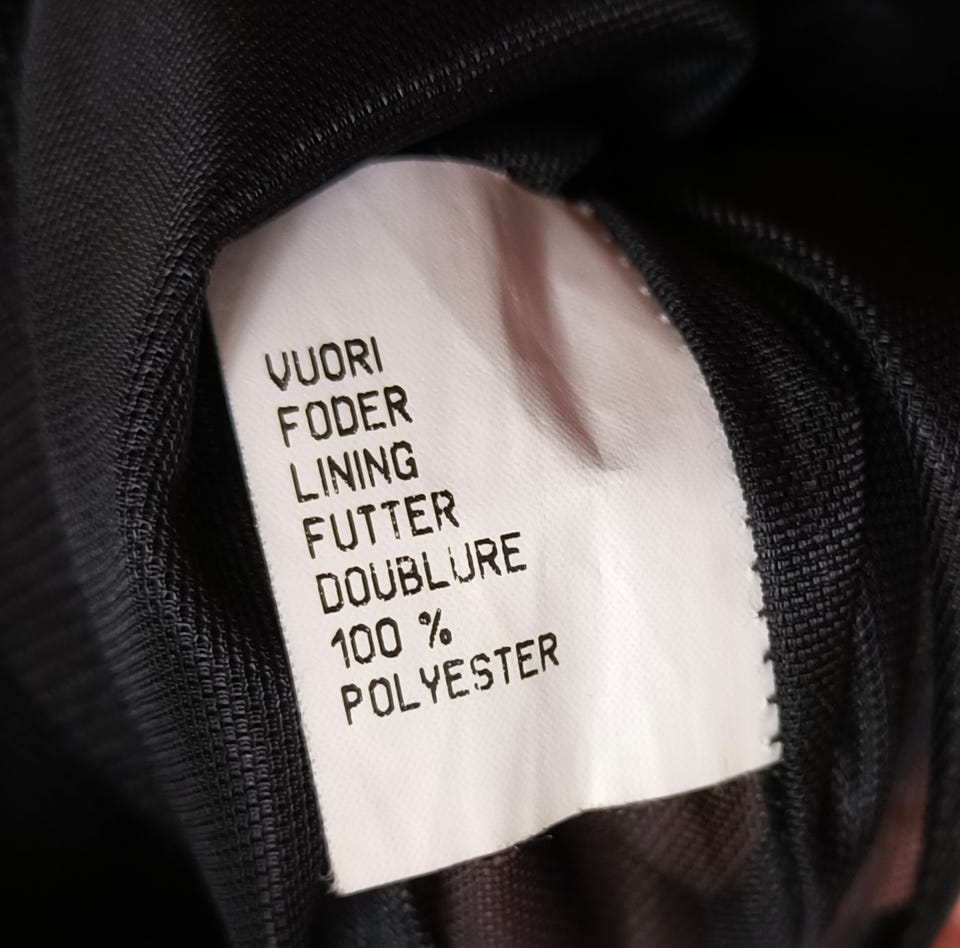 VUORI
FODER
LINING
FUTTER
DOUBLURE
100 %
POLYESTER